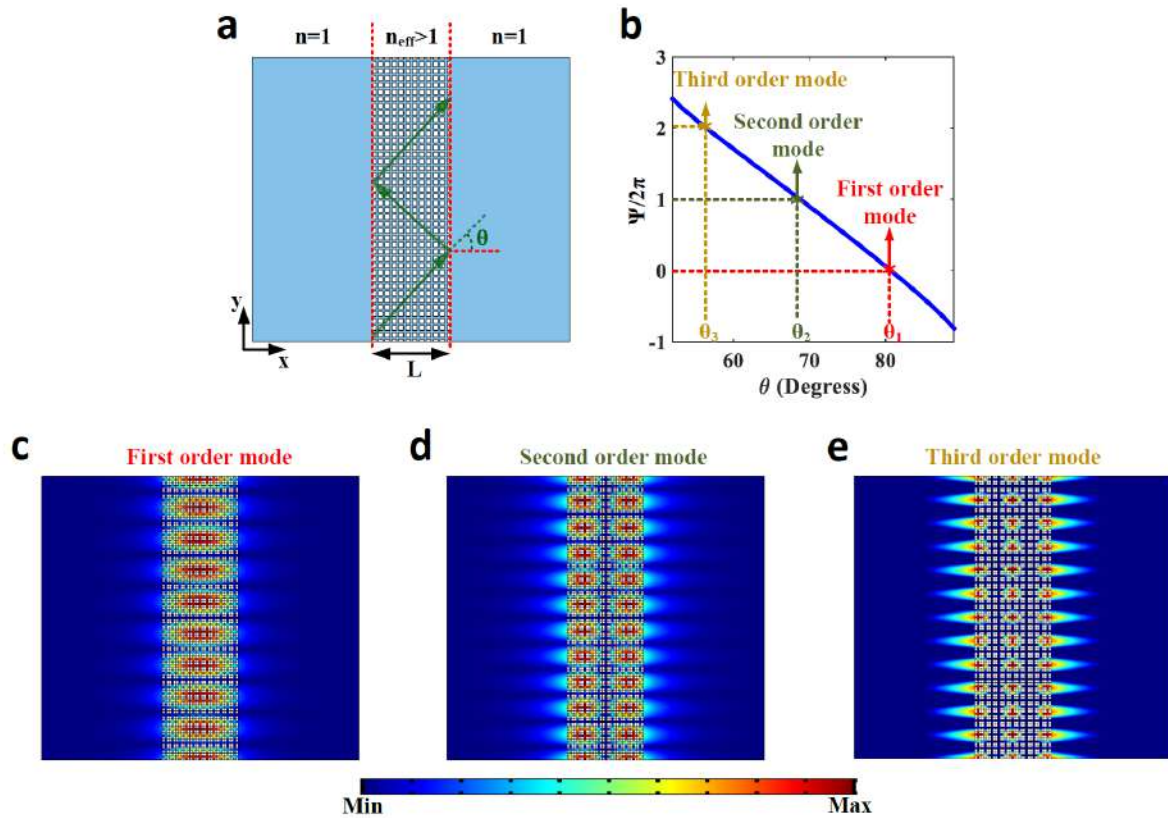 a
n=1
n_eff>1
n=1
θ
y
x
L
b
3
2
1
0
-1
Ψ/2π
Third order mode
Second order
mode
First order
mode
θ₃
θ₂
θ₁
60
70
80
θ (Degress)
c
First order mode
d
Second order mode
e
Third order mode
Min
Max